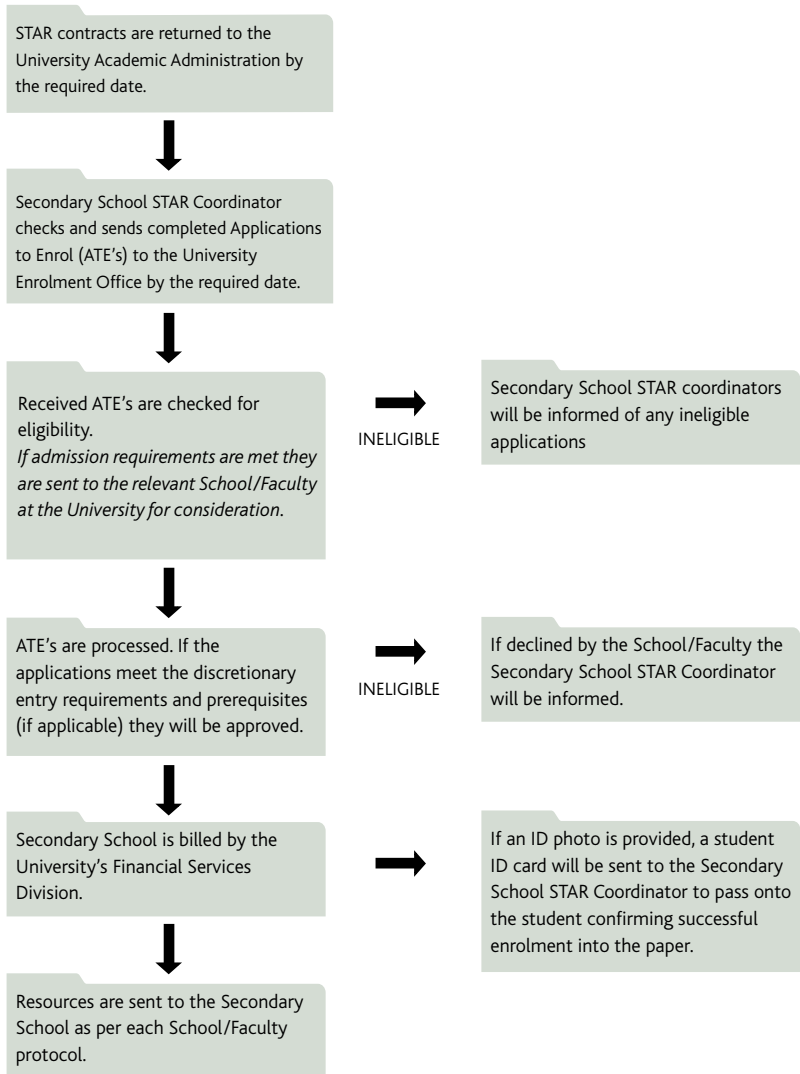 STAR contracts are returned to the
University Academic Administration by
the required date.
Secondary School STAR Coordinator
checks and sends completed Applications
to Enrol (ATE's) to the University
Enrolment Office by the required date.
Received ATE's are checked for
eligibility.
If admission requirements are met they
are sent to the relevant School/Faculty
at the University for consideration.
INELIGIBLE
Secondary School STAR coordinators
will be informed of any ineligible
applications
ATE's are processed. If the
applications meet the discretionary
entry requirements and prerequisites
(if applicable) they will be approved.
INELIGIBLE
If declined by the School/Faculty the
Secondary School STAR Coordinator
will be informed.
Secondary School is billed by the
University's Financial Services
Division.
If an ID photo is provided, a student
ID card will be sent to the Secondary
School STAR Coordinator to pass onto
the student confirming successful
enrolment into the paper.
Resources are sent to the Secondary
School as per each School/Faculty
protocol.